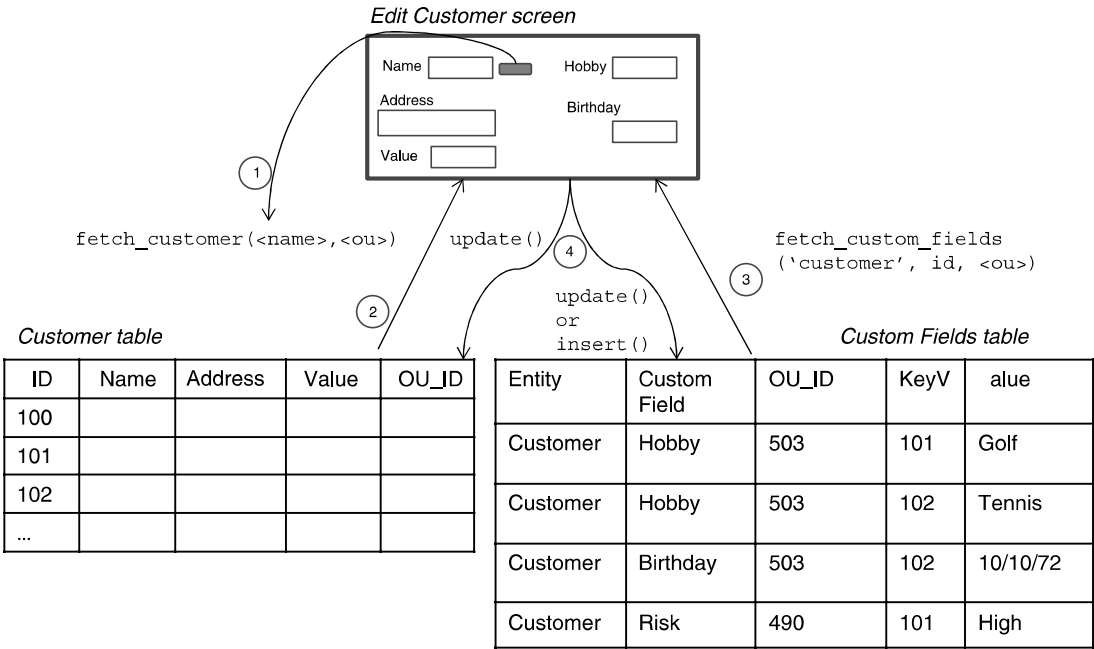 Edit Customer screen
Name
Hobby
Address
Birthday
Value
1
fetch_customer(<name>,<ou>)
update()
4
fetch_custom_fields
('customer', id, <ou>)
3
2
update()
or
insert()
Customer table
Custom Fields table
ID Name Address Value OU_ID
100
101
102
...
Entity Custom Field OU_ID KeyV alue
Customer Hobby 503 101 Golf
Customer Hobby 503 102 Tennis
Customer Birthday 503 102 10/10/72
Customer Risk 490 101 High